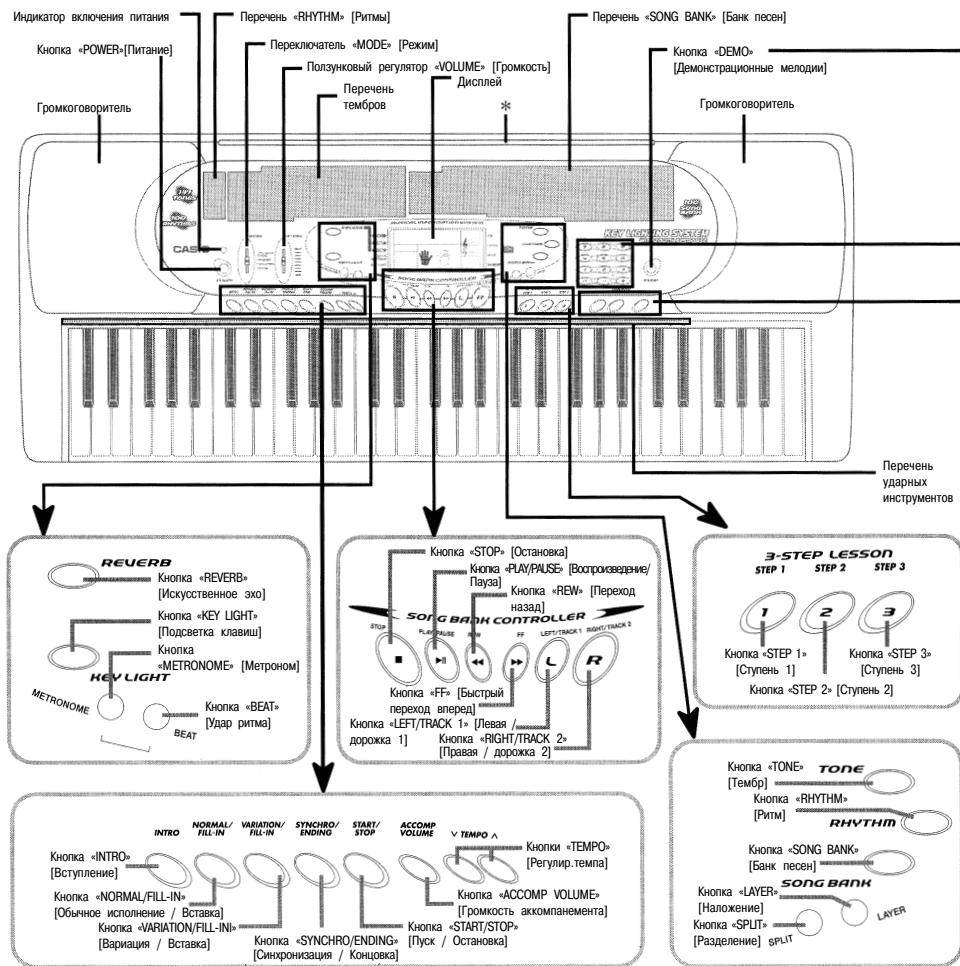 Индикатор включения питания
Перечень «RHYTHM» [Ритмы]
Перечень «SONG BANK» [Банк песен]
Кнопка «POWER»[Питание]
Переключатель «MODE» [Режим]
Кнопка «DEMO»
[Демонстрационные мелодии]
Ползунковый регулятор «VOLUME» [Громкость]
Перечень
тембров
Дисплей
Громкоговоритель
*
Громкоговоритель
CASIO
KEY LIGHTING SYSTEM
SONG BANK CONTROLLER
Перечень
ударных
инструментов
REVERB
Кнопка «REVERB»
[Искусственное эхо]
Кнопка «KEY LIGHT»
[Подсветка клавиш]
Кнопка
«METRONOME» [Метроном]
KEY LIGHT
METRONOME
Кнопка «BEAT»
[Удар ритма]
BEAT
Кнопка «STOP» [Остановка]
Кнопка «PLAY/PAUSE» [Воспроизведение/
Пауза]
Кнопка «REW» [Переход
назад]
SONG BANK CONTROLLER
STOP PLAY/PAUSE REW FF LEFT/TRACK 1 RIGHT/TRACK 2
L R
Кнопка «FF» [Быстрый
переход вперед]
Кнопка «LEFT/TRACK 1» [Левая /
дорожка 1]
Кнопка «RIGHT/TRACK 2»
[Правая / дорожка 2]
3-STEP LESSON
STEP 1 STEP 2 STEP 3
1 2 3
Кнопка «STEP 1»
[Ступень 1]
Кнопка «STEP 3»
[Ступень 3]
Кнопка «STEP 2» [Ступень 2]
INTRO NORMAL/FILL-IN VARIATION/FILL-IN SYNCHRO/ENDING START/STOP ACCOMP VOLUME TEMPO
Кнопка «INTRO»
[Вступление]
Кнопки «TEMPO»
[Регулир.темпа]
Кнопка «NORMAL/FILL-IN»
[Обычное исполнение / Вставка]
Кнопка «ACCOMP VOLUME»
[Громкость аккомпанемента]
Кнопка «VARIATION/FILL-INI»
[Вариация / Вставка]
Кнопка «START/STOP»
[Пуск / Остановка]
Кнопка «SYNCHRO/ENDING»
[Синхронизация / Концовка]
Кнопка «TONE»
[Тембр]
TONE
Кнопка «RHYTHM»
[Ритм]
RHYTHM
Кнопка «SONG BANK»
[Банк песен]
SONG BANK
Кнопка «LAYER»
[Наложение]
LAYER
Кнопка «SPLIT»
[Разделение]
SPLIT